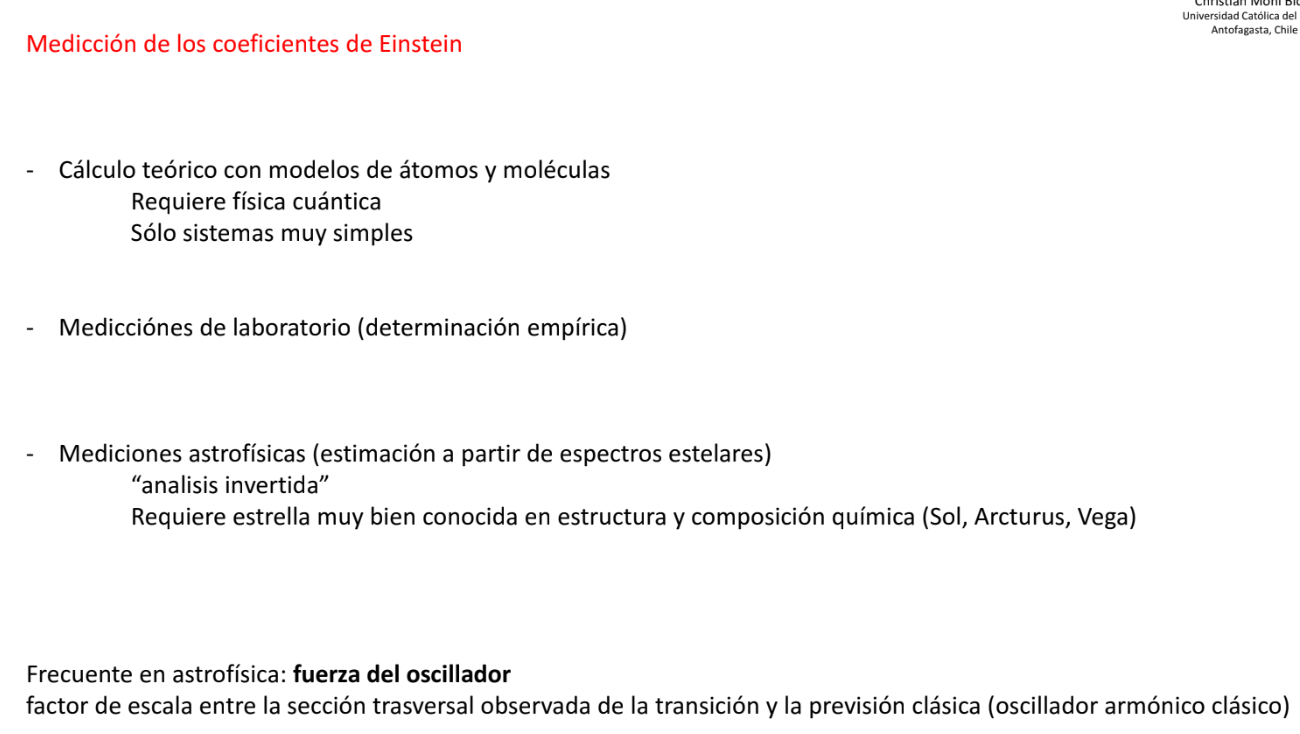 Christian Moni
Universidad Católica del
Antofagasta, Chile
Medicción de los coeficientes de Einstein
- Cálculo teórico con modelos de átomos y moléculas
Requiere física cuántica
Sólo sistemas muy simples
- Medicciónes de laboratorio (determinación empírica)
- Mediciones astrofísicas (estimación a partir de espectros estelares)
“analisis invertida”
Requiere estrella muy bien conocida en estructura y composición química (Sol, Arcturus, Vega)
Frecuente en astrofísica: fuerza del oscillador
factor de escala entre la sección trasversal observada de la transición y la previsión clásica (oscillador armónico clásico)